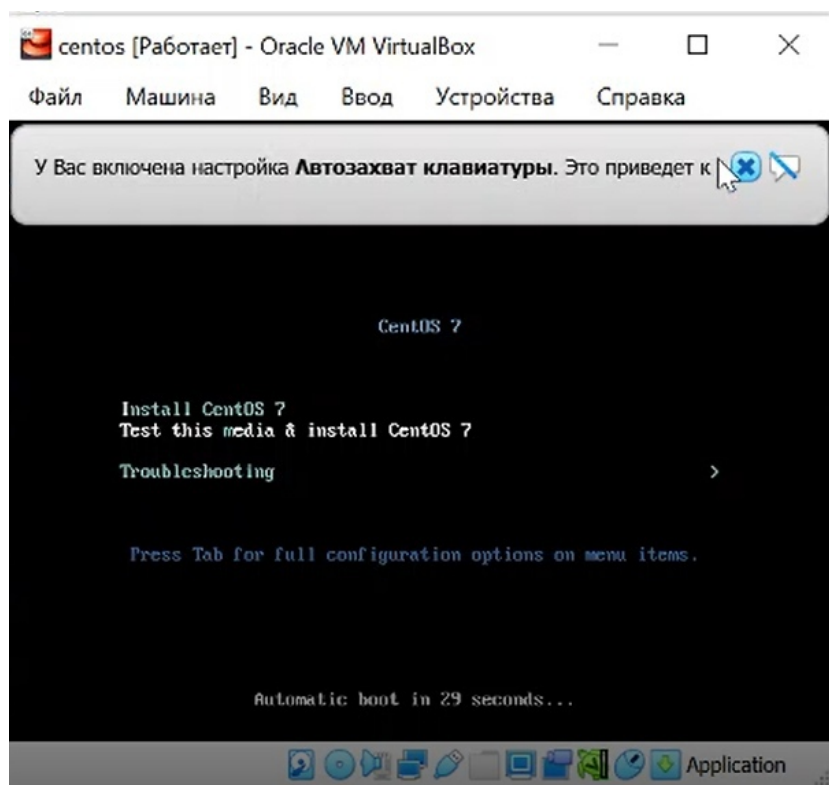 centos [Работает] - Oracle VM VirtualBox
Файл Машина Вид Ввод Устройства Справка
У Вас включена настройка Автозахват клавиатуры. Это приведет к
CentOS 7
Install CentOS 7
Test this media & install CentOS 7
Troubleshooting >
Press Tab for full configuration options on menu items.
Automatic boot in 29 seconds...
Application